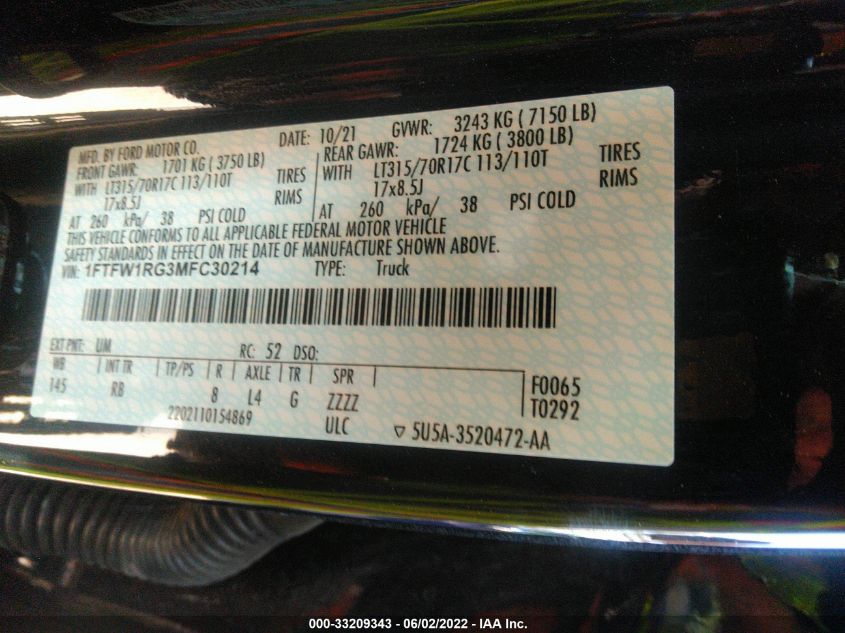 MFD. BY FORD MOTOR CO.
DATE: 10/21 GVWR: 3243 KG ( 7150 LB)
FRONT GAWR: 1701 KG ( 3750 LB)
REAR GAWR: 1724 KG ( 3800 LB)
WITH LT315/70R17C 113/110T TIRES
WITH LT315/70R17C 113/110T TIRES
17x8.5J RIMS
17x8.5J RIMS
AT 260 kPa/ 38 PSI COLD
AT 260 kPa/ 38 PSI COLD
THIS VEHICLE CONFORMS TO ALL APPLICABLE FEDERAL MOTOR VEHICLE
SAFETY STANDARDS IN EFFECT ON THE DATE OF MANUFACTURE SHOWN ABOVE.
VIN: 1FTFW1RG3MFC30214 TYPE: Truck
EXT PNT: UM RC: 52 DSO:
WB INT TR TP/PS R AXLE TR SPR
145 RB 8 L4 G ZZZZ
F0065
T0292
2202110154869 ULC
5U5A-3520472-AA
000-33209343 - 06/02/2022 - IAA Inc.